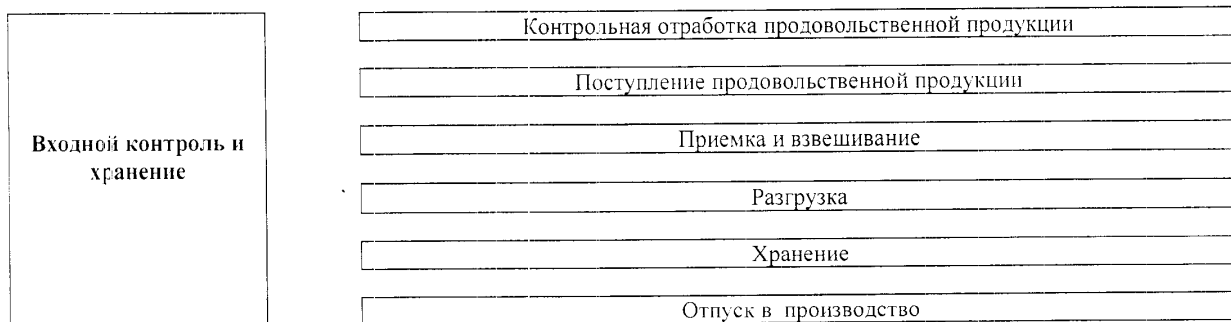 Входной контроль и
хранение
Контрольная отработка продовольственной продукции
Поступление продовольственной продукции
Приемка и взвешивание
Разгрузка
Хранение
Отпуск в производство